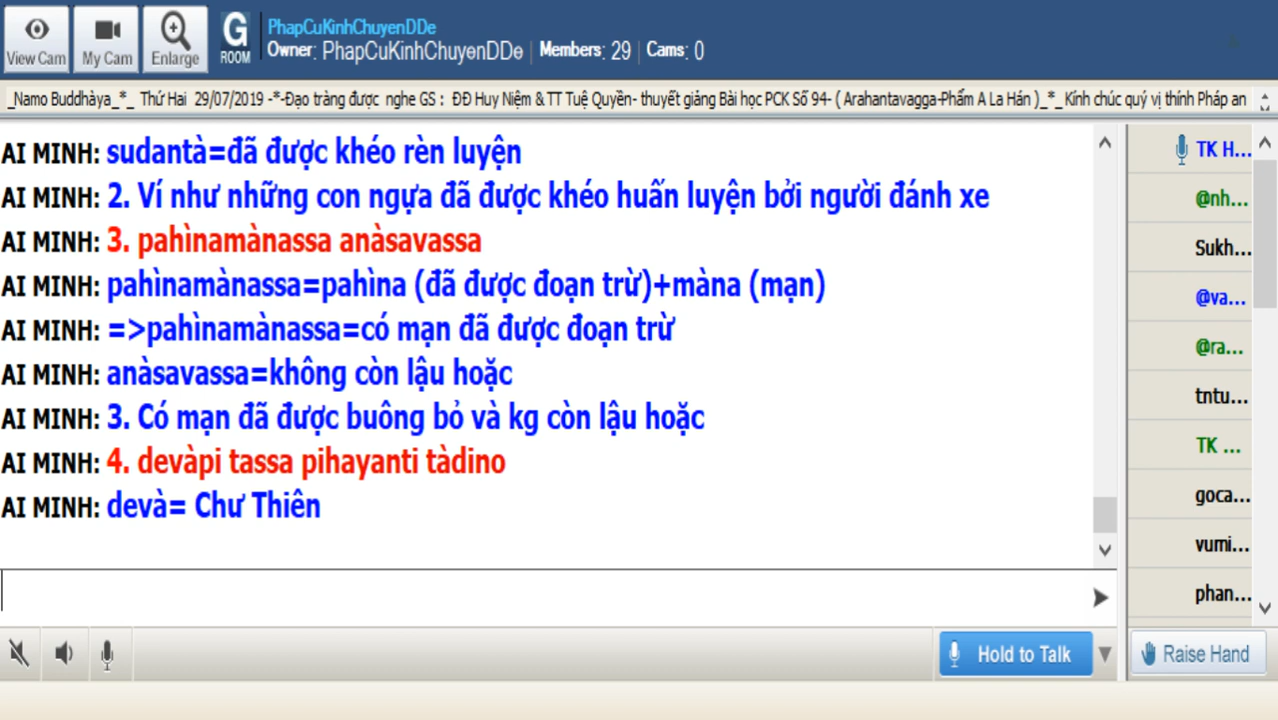 View Cam
My Cam
Enlarge
G
ROOM
PhapCuKinhChuyenDDe
Owner: PhapCuKinhChuyenDDe | Members: 29 | Cams: 0
_Namo Buddhàya_*_ Thứ Hai 29/07/2019 -*-Đạo tràng được nghe GS : ĐĐ Huy Niệm & TT Tuệ Quyền- thuyết giảng Bài học PCK Số 94- ( Arahantavagga-Phẩm A La Hán )_*_ Kính chúc quý vị thính Pháp an
AI MINH: sudantà=đã được khéo rèn luyện
AI MINH: 2. Ví như những con ngựa đã được khéo huấn luyện bởi người đánh xe
AI MINH: 3. pahìnamànassa anàsavassa
AI MINH: pahìnamànassa=pahìna (đã được đoạn trừ)+màna (mạn)
AI MINH: =>pahìnamànassa=có mạn đã được đoạn trừ
AI MINH: anàsavassa=không còn lậu hoặc
AI MINH: 3. Có mạn đã được buông bỏ và kg còn lậu hoặc
AI MINH: 4. devàpi tassa pihayanti tàdino
AI MINH: devà= Chư Thiên
TK H...
@nh...
Sukh...
@va...
@ra...
tntu...
TK ...
goca...
vumi...
phan...
Hold to Talk
Raise Hand